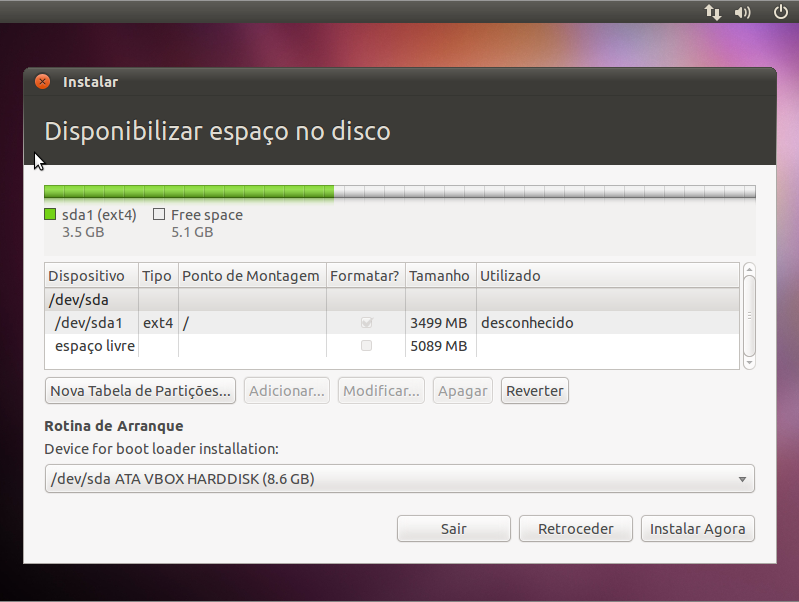 Instalar
Disponibilizar espaço no disco
sda1 (ext4) Free space
3.5 GB 5.1 GB
Dispositivo Tipo Ponto de Montagem Formatar? Tamanho Utilizado
/dev/sda
/dev/sda1 ext4 / 3499 MB desconhecido
espaço livre 5089 MB
Nova Tabela de Partições... Adicionar... Modificar... Apagar Reverter
Rotina de Arranque
Device for boot loader installation:
/dev/sda ATA VBOX HARDDISK (8.6 GB)
Sair Retroceder Instalar Agora